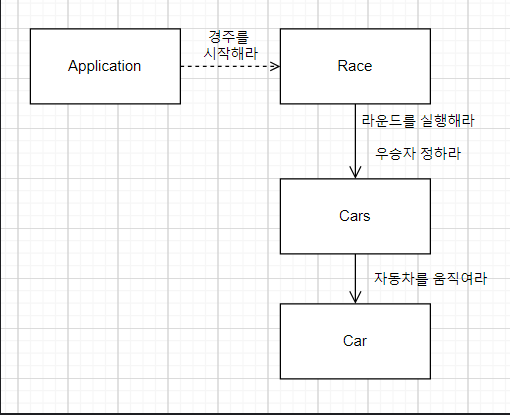 Application
경주를
시작해라
Race
라운드를 실행해라
우승자 정하라
Cars
자동차를 움직여라
Car